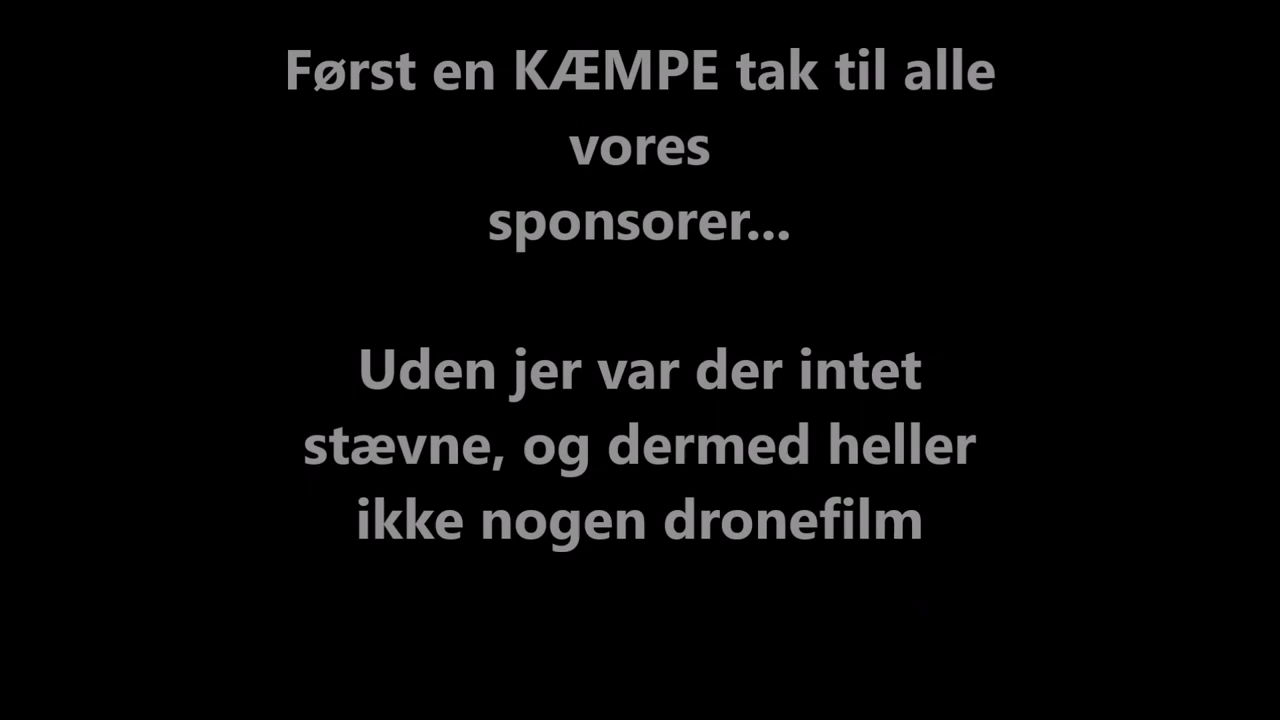 Først en KÆMPE tak til alle
vores
sponsorer...
Uden jer var der intet
stævne, og dermed heller
ikke nogen dronefilm